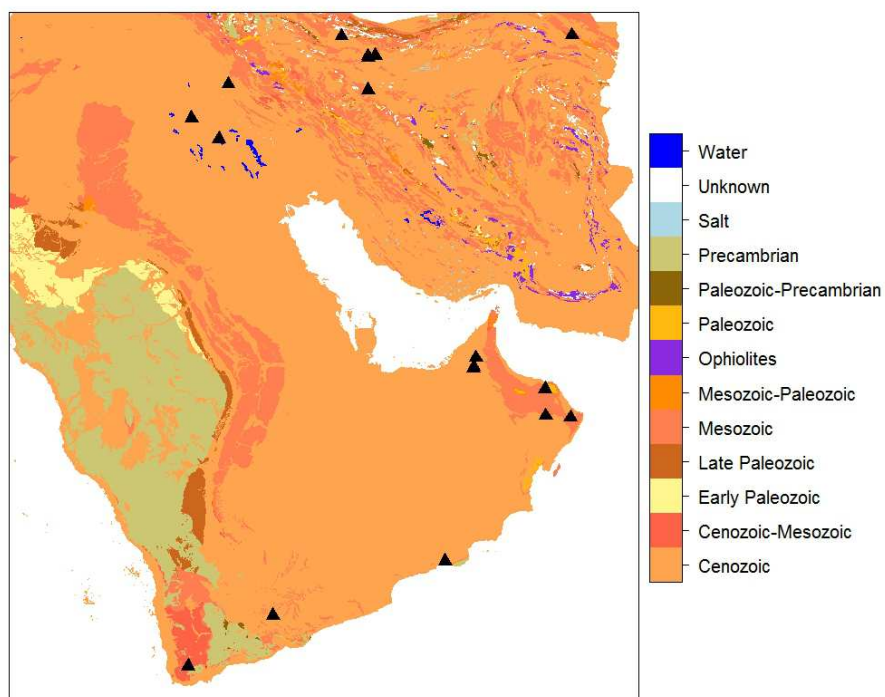 Water
Unknown
Salt
Precambrian
Paleozoic-Precambrian
Paleozoic
Ophiolites
Mesozoic-Paleozoic
Mesozoic
Late Paleozoic
Early Paleozoic
Cenozoic-Mesozoic
Cenozoic